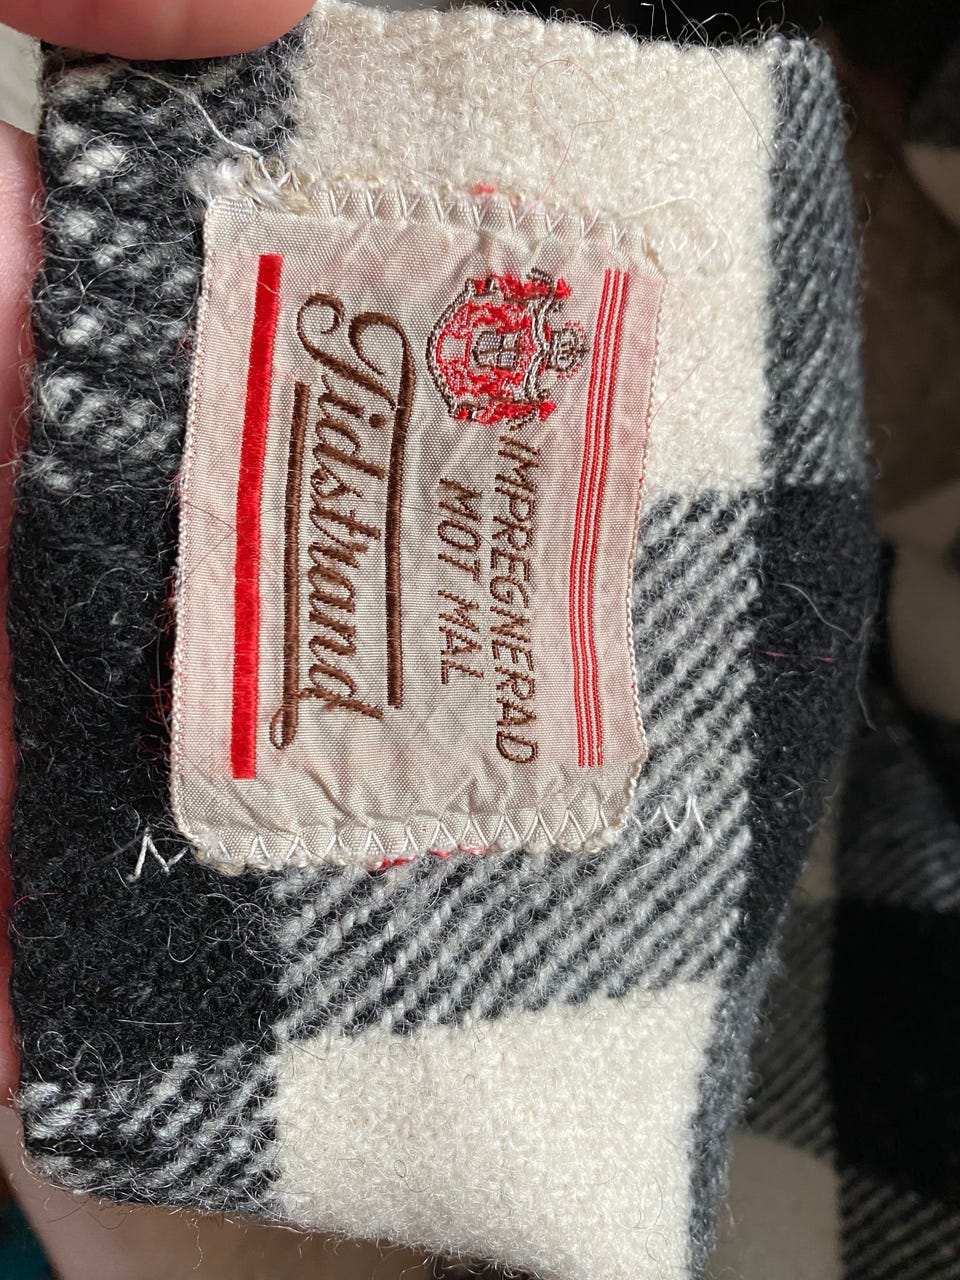 IMPREGNERAD
MOT MAL
Tidstrand